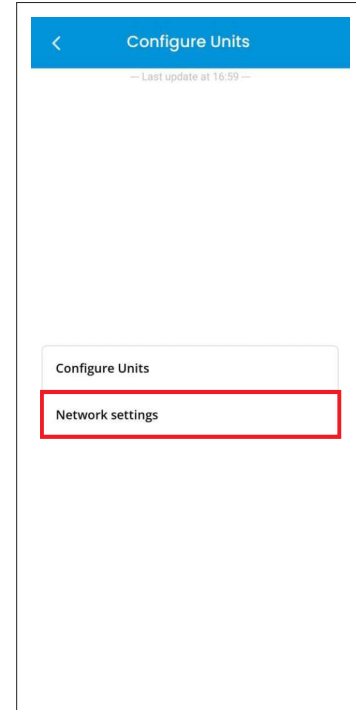 Configure Units
— Last update at 16:59 —
Configure Units
Network settings